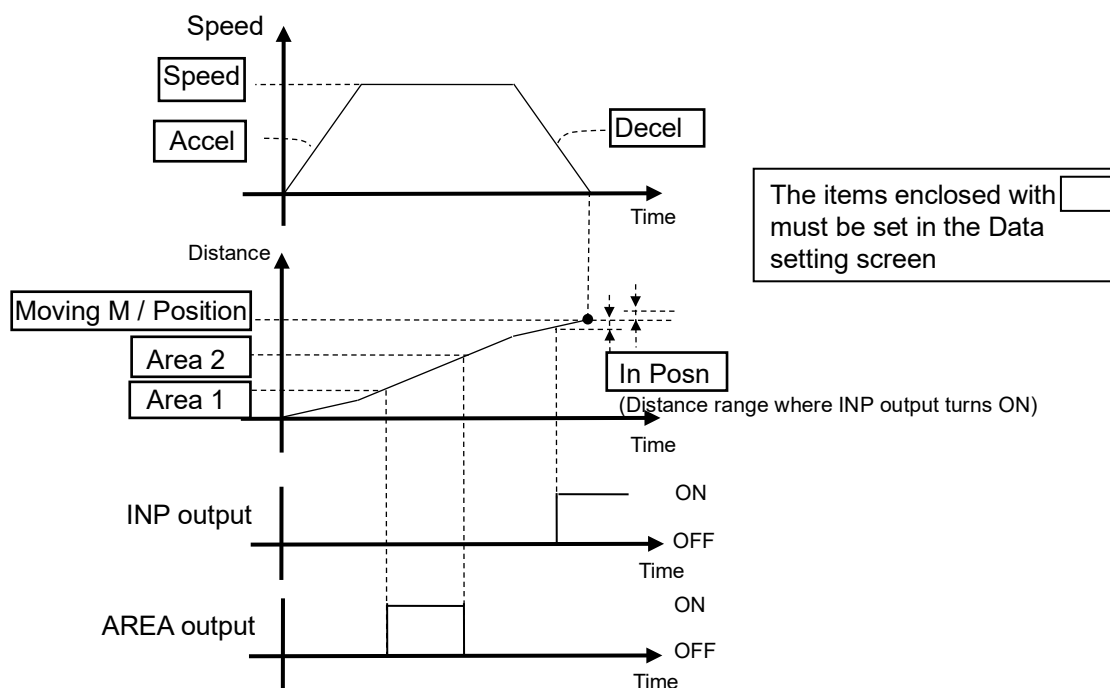 Speed
Speed
Accel
Decel
Time
The items enclosed with
must be set in the Data
setting screen
Distance
Moving M / Position
Area 2
Area 1
In Posn
(Distance range where INP output turns ON)
Time
INP output
ON
OFF
Time
AREA output
ON
OFF
Time